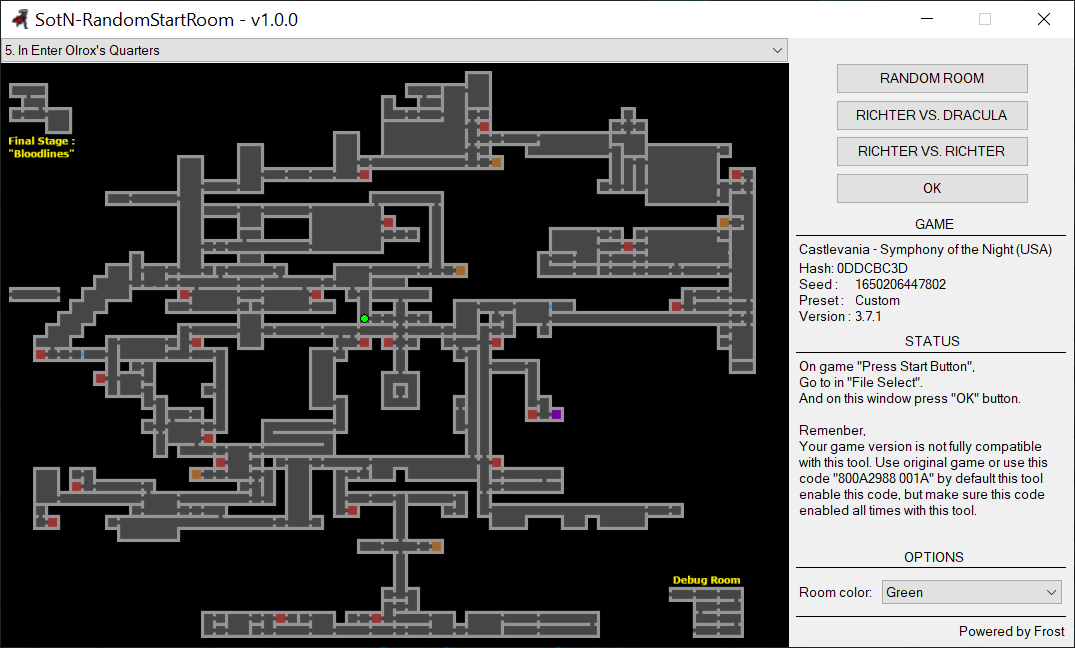 SotN-RandomStartRoom - v1.0.0
5. In Enter Olrox's Quarters
Final Stage :
"Bloodlines"
Debug Room
RANDOM ROOM
RICHTER VS. DRACULA
RICHTER VS. RICHTER
OK
GAME
Castlevania - Symphony of the Night (USA)
Hash: 0DDCBC3D
Seed : 1650206447802
Preset : Custom
Version : 3.7.1
STATUS
On game "Press Start Button",
Go to in "File Select".
And on this window press "OK" button.
Remenber,
Your game version is not fully compatible
with this tool. Use original game or use this
code "800A2988 001A" by default this tool
enable this code, but make sure this code
enabled all times with this tool.
OPTIONS
Room color: Green
Powered by Frost